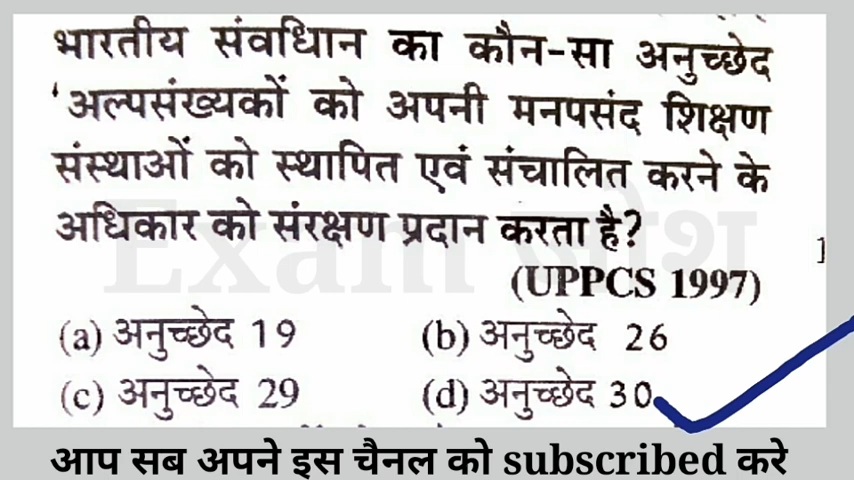 भारतीय संवधिान का कौन-सा अनुच्छेद
'अल्पसंख्यकों को अपनी मनपसंद शिक्षण
संस्थाओं को स्थापित एवं संचालित करने के
अधिकार को संरक्षण प्रदान करता है?
(UPPCS 1997)
(a) अनुच्छेद 19 (b) अनुच्छेद 26
(c) अनुच्छेद 29 (d) अनुच्छेद 30
आप सब अपने इस चैनल को subscribed करे